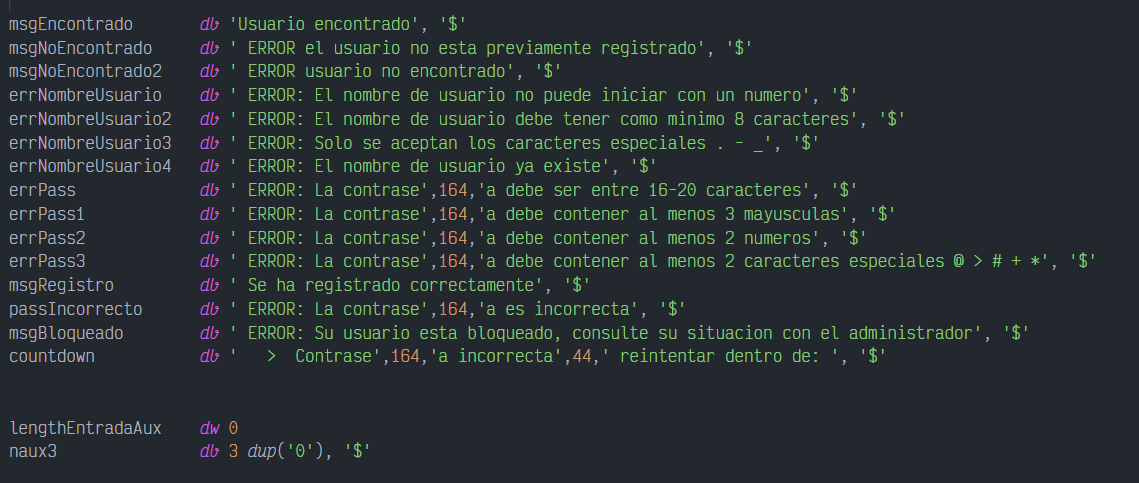 msgEncontrado db 'Usuario encontrado', '$'
msgNoEncontrado db ' ERROR el usuario no esta previamente registrado', '$'
msgNoEncontrado2 db ' ERROR usuario no encontrado', '$'
errNombreUsuario db ' ERROR: El nombre de usuario no puede iniciar con un numero', '$'
errNombreUsuario2 db ' ERROR: El nombre de usuario debe tener como minimo 8 caracteres', '$'
errNombreUsuario3 db ' ERROR: Solo se aceptan los caracteres especiales . - _', '$'
errNombreUsuario4 db ' ERROR: El nombre de usuario ya existe', '$'
errPass db ' ERROR: La contrase',164,'a debe ser entre 16-20 caracteres', '$'
errPass1 db ' ERROR: La contrase',164,'a debe contener al menos 3 mayusculas', '$'
errPass2 db ' ERROR: La contrase',164,'a debe contener al menos 2 numeros', '$'
errPass3 db ' ERROR: La contrase',164,'a debe contener al menos 2 caracteres especiales @ > # + *', '$'
msgRegistro db ' Se ha registrado correctamente', '$'
passIncorrecto db ' ERROR: La contrase',164,'a es incorrecta', '$'
msgBloqueado db ' ERROR: Su usuario esta bloqueado, consulte su situacion con el administrador', '$'
countdown db '   >  Contrase',164,'a incorrecta',44,' reintentar dentro de: ', '$'
lengthEntradaAux dw 0
naux3 db 3 dup('0'), '$'